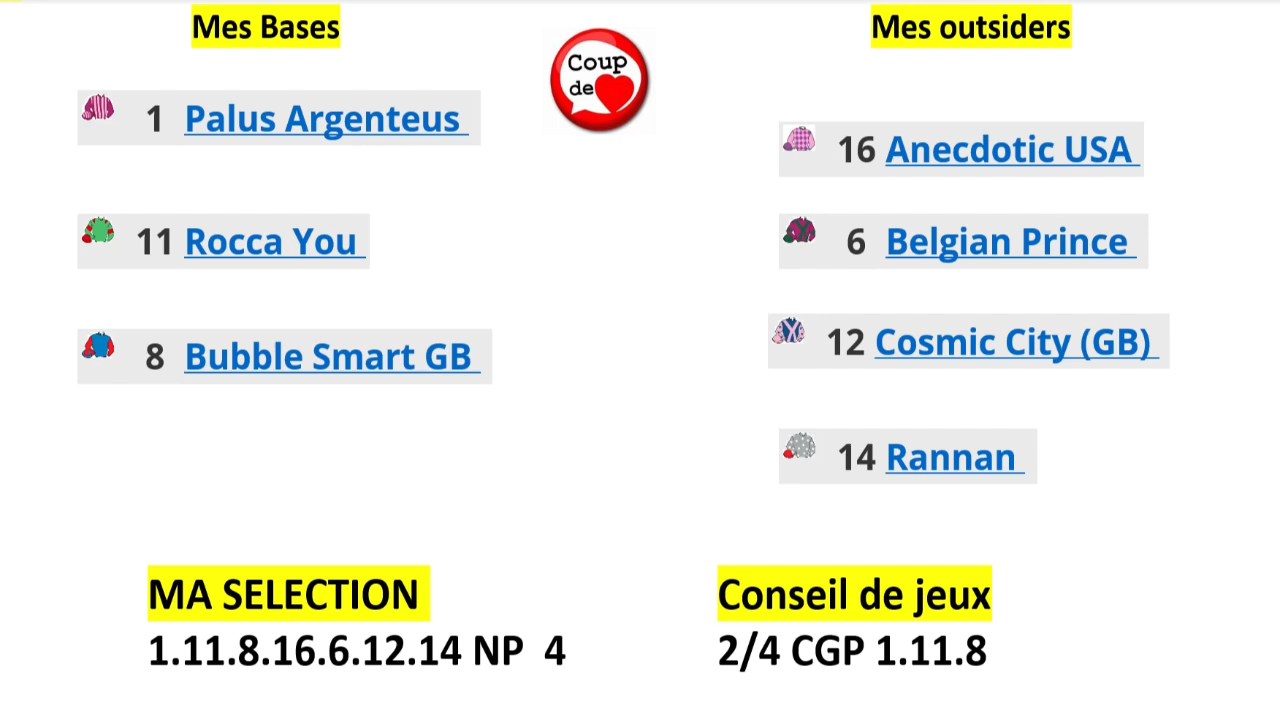 Mes Bases
Coup
de
Mes outsiders
1 Palus Argenteus
11 Rocca You
8 Bubble Smart GB
16 Anecdotic USA
6 Belgian Prince
12 Cosmic City (GB)
14 Rannan
MA SELECTION
1.11.8.16.6.12.14 NP 4
Conseil de jeux
2/4 CGP 1.11.8